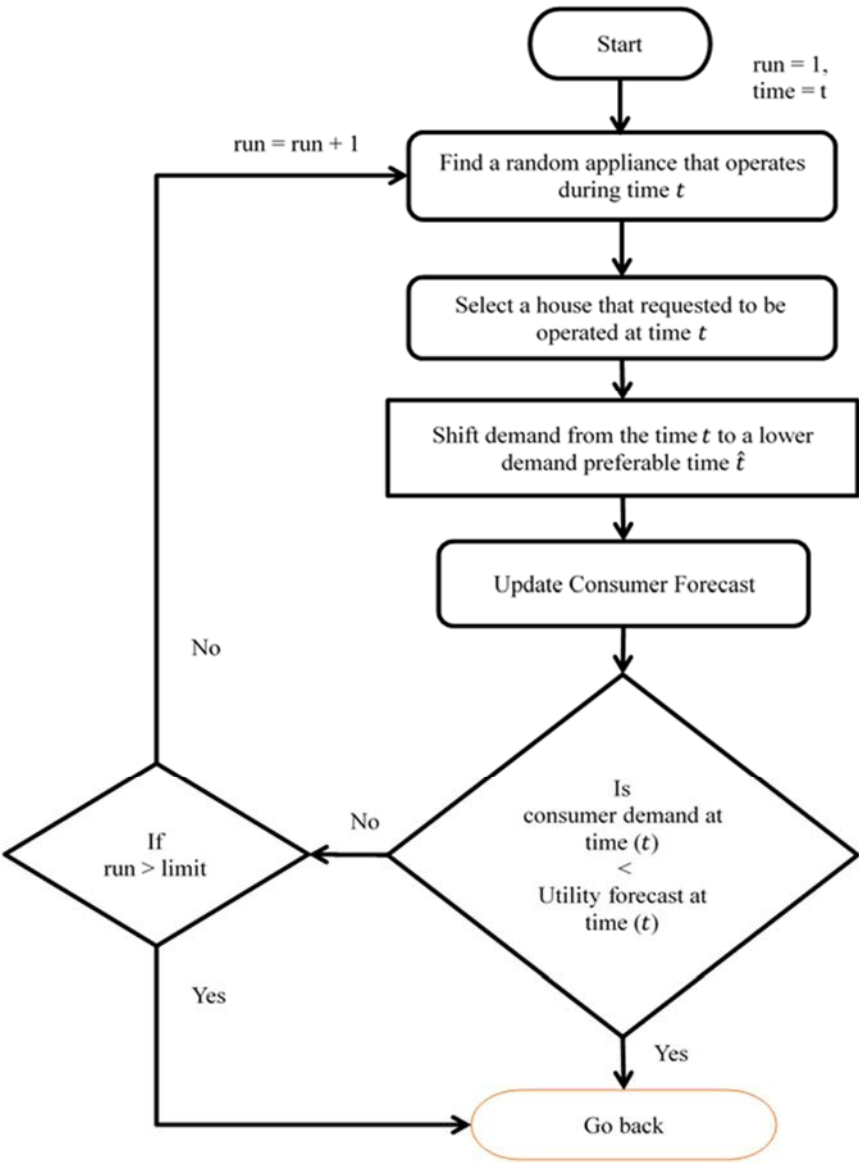 Start
run = 1,
time = t
run = run + 1
Find a random appliance that operates
during time t
Select a house that requested to be
operated at time t
Shift demand from the time t to a lower
demand preferable time t̂
Update Consumer Forecast
No
Is
consumer demand at
time (t)
<
Utility forecast at
time (t)
No
If
run > limit
Yes
Yes
Go back